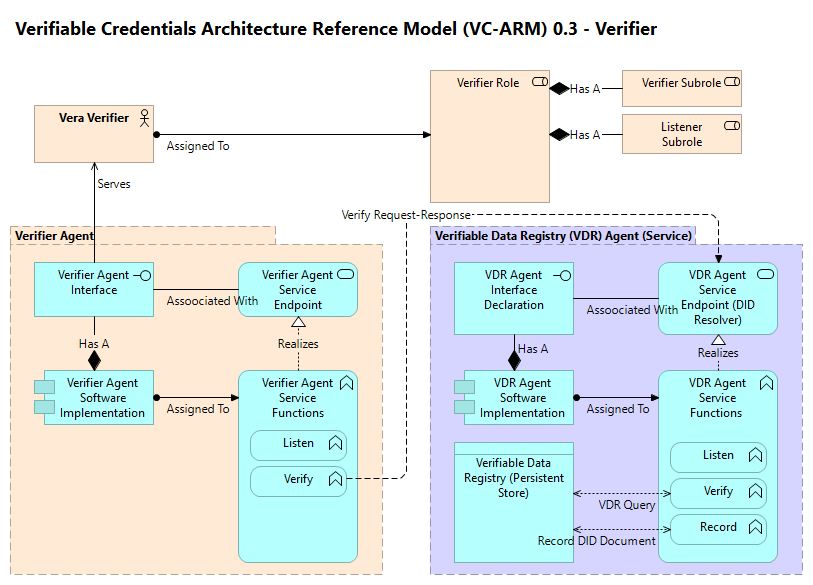 Verifiable Credentials Architecture Reference Model (VC-ARM) 0.3 - Verifier
Vera Verifier
Assigned To
Verifier Role
Has A
Verifier Subrole
Has A
Listener
Subrole
Serves
Verify Request-Response
Verifier Agent
Verifier Agent
Interface
Assoociated With
Verifier Agent
Service
Endpoint
Has A
Realizes
Verifier Agent
Software
Implementation
Assigned To
Verifier Agent
Service
Functions
Listen
Verify
Verifiable Data Registry (VDR) Agent (Service)
VDR Agent
Interface
Declaration
Assoociated With
VDR Agent
Service
Endpoint (DID
Resolver)
Has A
Realizes
VDR Agent
Software
Implementation
Assigned To
VDR Agent
Service
Functions
Listen
Verify
Record
Verifiable Data
Registry (Persistent
Store)
VDR Query
Record DID Document